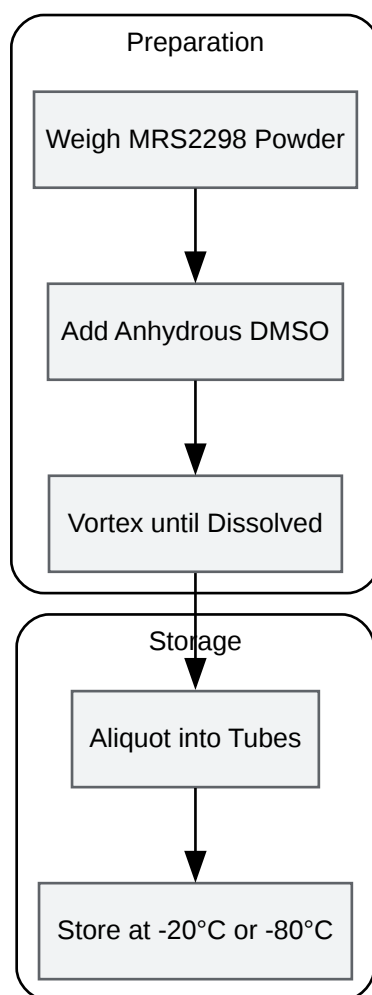 Preparation
Weigh MRS2298 Powder
Add Anhydrous DMSO
Vortex until Dissolved
Storage
Aliquot into Tubes
Store at -20°C or -80°C